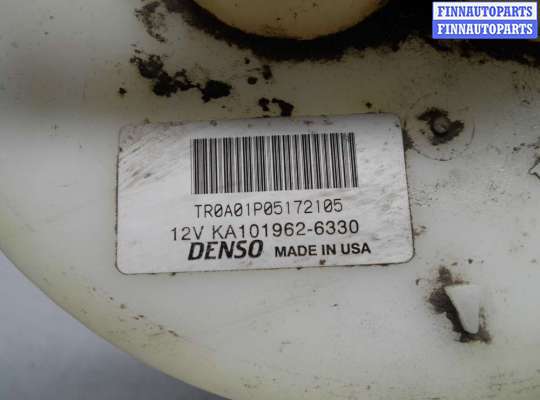 FINNAUTOPARTS
FINNAUTOPARTS
TR0A01P05172105
12V KA101962-6330
DENSO MADE IN USA